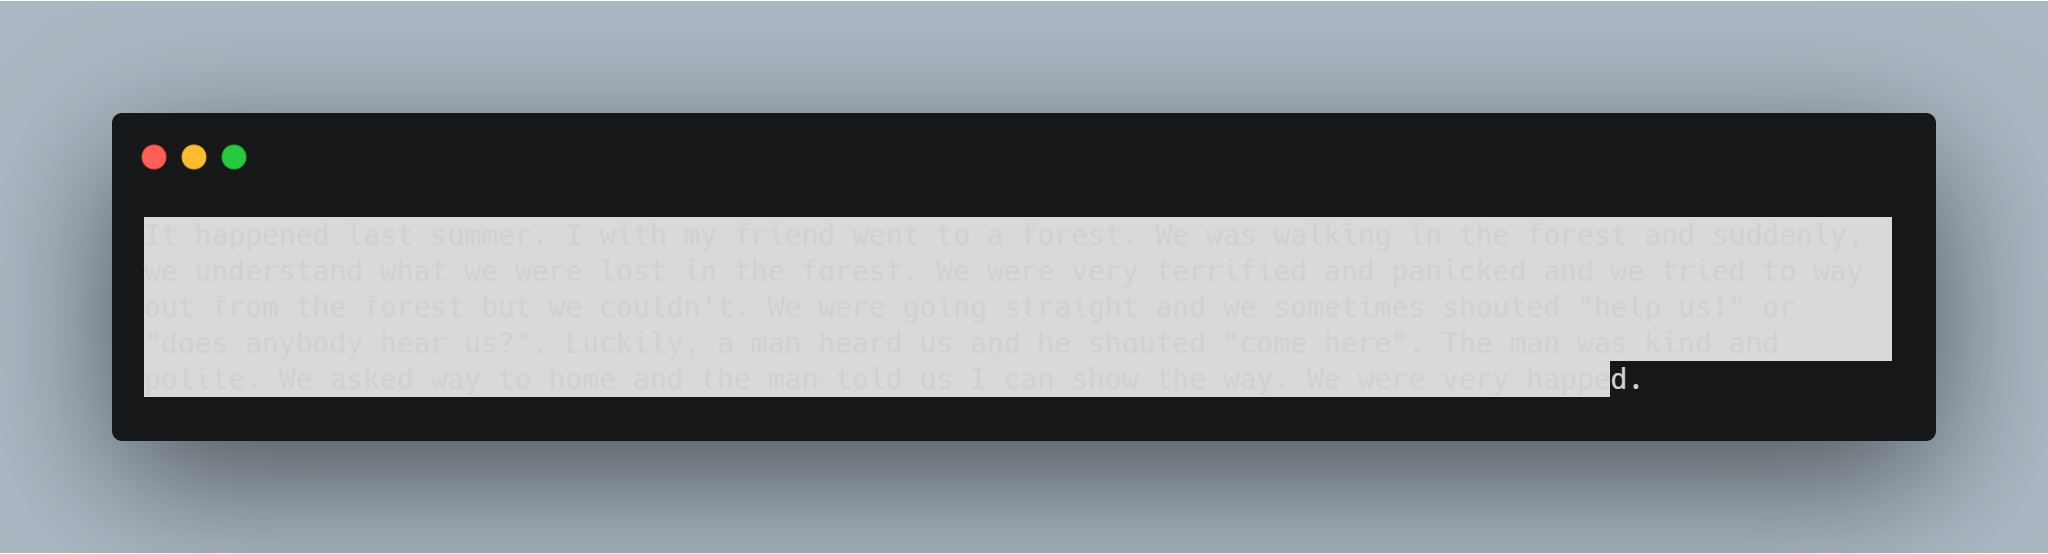 It happened last summer. I with my friend went to a forest. We was walking in the forest and suddenly,
we understand what we were lost in the forest. We were very terrified and panicked and we tried to way
out from the forest but we couldn't. We were going straight and we sometimes shouted "help us!" or
"does anybody hear us?". Luckily, a man heard us and he shouted "come here". The man was kind and
polite. We asked way to home and the man told us I can show the way. We were very happed.